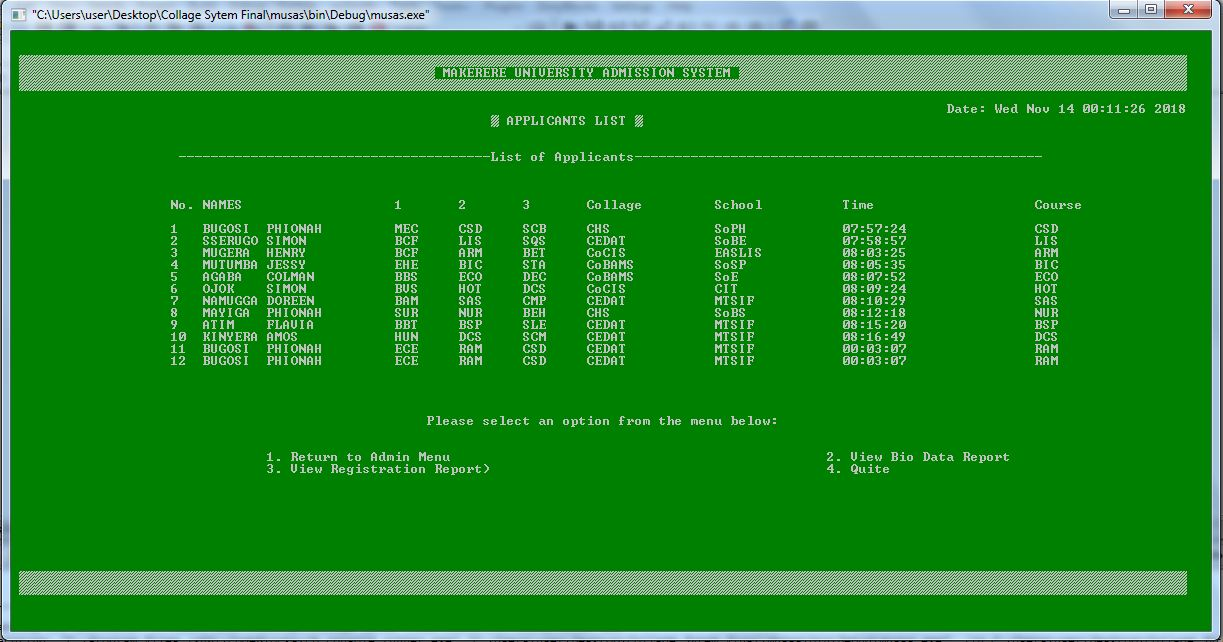 "C:\Users\user\Desktop\Collage Sytem Final\musas\bin\Debug\musas.exe"
MAKERERE UNIVERSITY ADMISSION SYSTEM
Date: Wed Nov 14 00:11:26 2018
APPLICANTS LIST
---------------------------------------List of Applicants---------------------------------------------------
No. NAMES 1 2 3 Collage School Time Course
1 BUGOSI PHIONAH MEC CSD SCB CHS SoPH 07:57:24 CSD
2 SSERUGO SIMON BCF LIS SQS CEDAT SoBE 07:58:57 LIS
3 MUGERA HENRY BCF ARM BET CoCIS EASLIS 08:03:25 ARM
4 MUTUMBA JESSY EHE BIC STA CoBAMS SoSP 08:05:35 BIC
5 AGABA COLMAN BBS ECO DEC CoBAMS SoE 08:07:52 ECO
6 OJOK SIMON BVS HOT DCS CoCIS CIT 08:09:24 HOT
7 NAMUGGA DOREEN BAM SAS CMP CEDAT MTSIF 08:10:29 SAS
8 MAYIGA PHIONAH SUR NUR BEH CHS SoBS 08:12:18 NUR
9 ATIM FLAVIA BBT BSP SLE CEDAT MTSIF 08:15:20 BSP
10 KINYERA AMOS HUN DCS SCM CEDAT MTSIF 08:16:49 DCS
11 BUGOSI PHIONAH ECE RAM CSD CEDAT MTSIF 00:03:07 RAM
12 BUGOSI PHIONAH ECE RAM CSD CEDAT MTSIF 00:03:07 RAM
Please select an option from the menu below:
1. Return to Admin Menu 2. View Bio Data Report
3. View Registration Report) 4. Quite